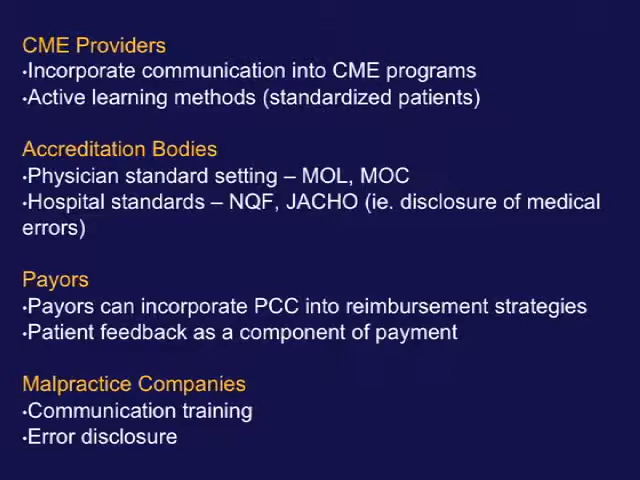 CME Providers
•Incorporate communication into CME programs
•Active learning methods (standardized patients)
Accreditation Bodies
•Physician standard setting – MOL, MOC
•Hospital standards – NQF, JACHO (ie. disclosure of medical
errors)
Payors
•Payors can incorporate PCC into reimbursement strategies
•Patient feedback as a component of payment
Malpractice Companies
•Communication training
•Error disclosure